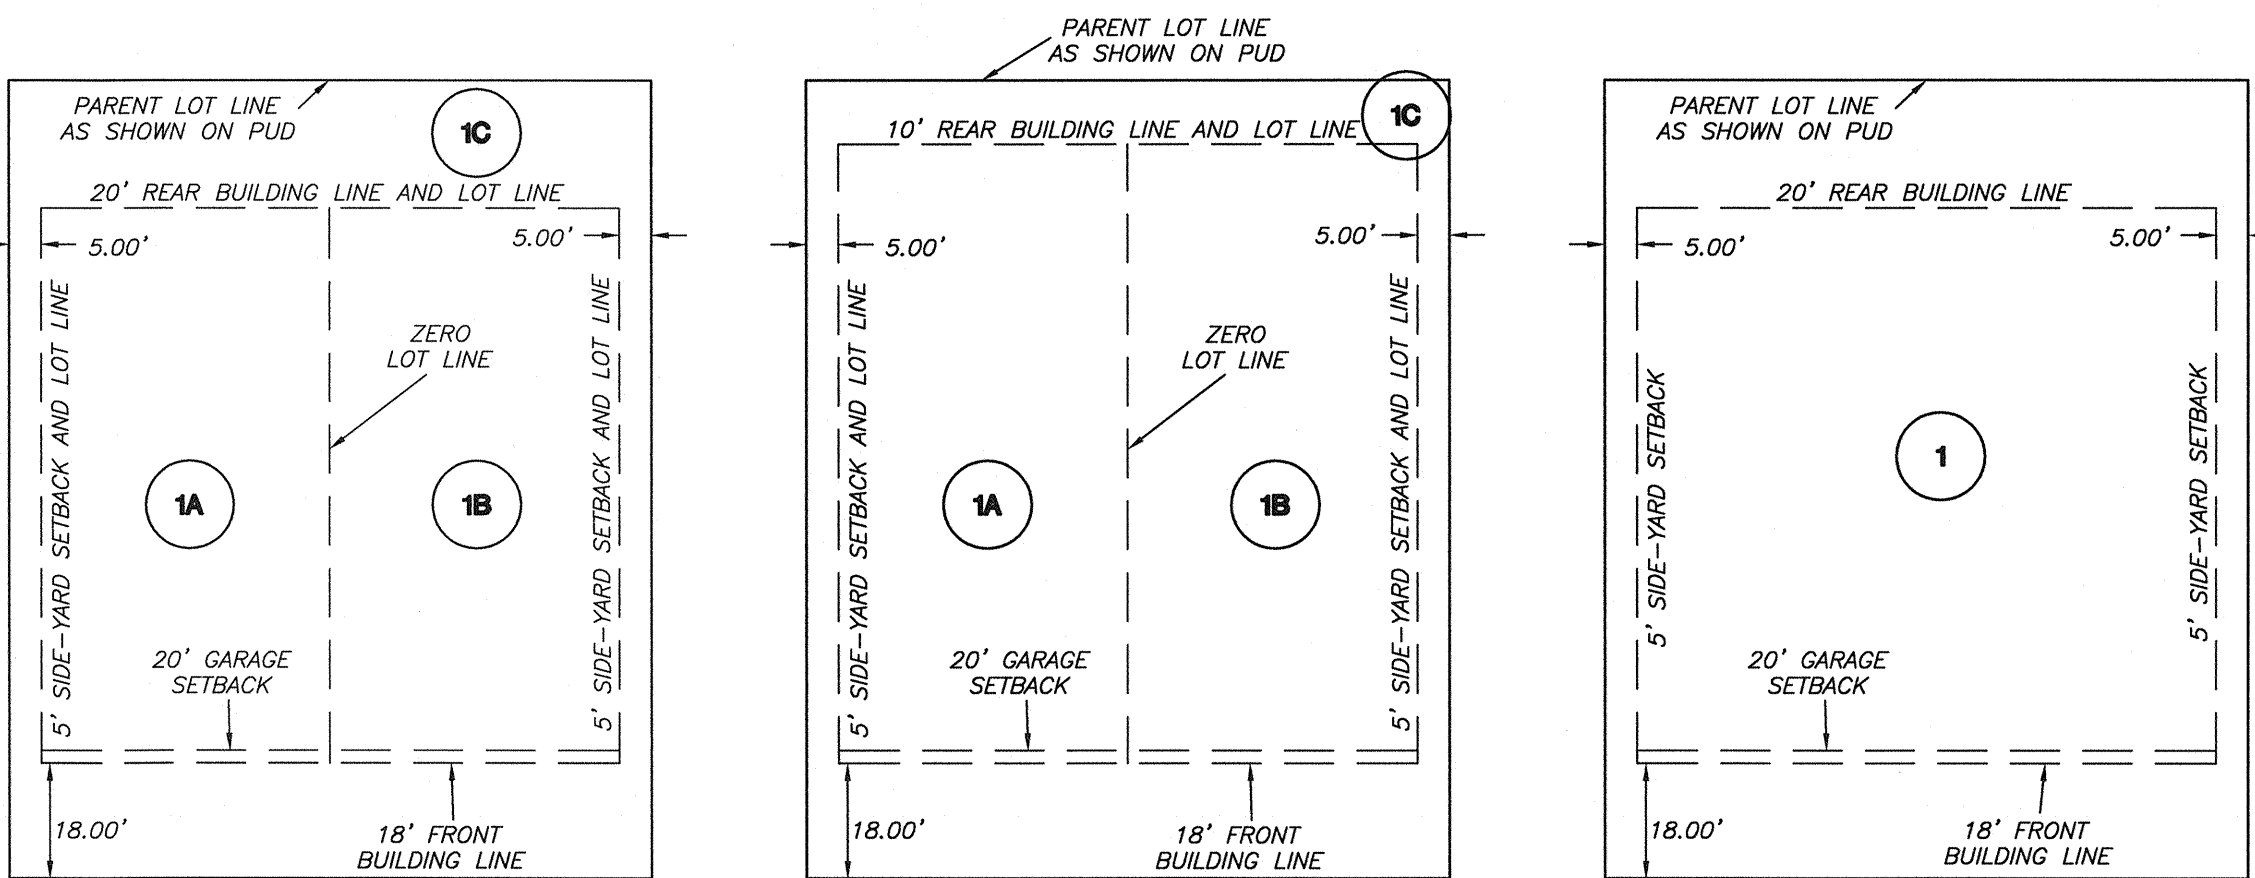 PARENT LOT LINE
AS SHOWN ON PUD
1C
20' REAR BUILDING LINE AND LOT LINE
5.00'
5.00'
5' SIDE-YARD SETBACK AND LOT LINE
5' SIDE-YARD SETBACK AND LOT LINE
ZERO
LOT LINE
1A
1B
20' GARAGE
SETBACK
18.00'
18' FRONT
BUILDING LINE
PARENT LOT LINE
AS SHOWN ON PUD
1C
10' REAR BUILDING LINE AND LOT LINE
5.00'
5.00'
5' SIDE-YARD SETBACK AND LOT LINE
5' SIDE-YARD SETBACK AND LOT LINE
ZERO
LOT LINE
1A
1B
20' GARAGE
SETBACK
18.00'
18' FRONT
BUILDING LINE
PARENT LOT LINE
AS SHOWN ON PUD
20' REAR BUILDING LINE
5.00'
5.00'
5' SIDE-YARD SETBACK
5' SIDE-YARD SETBACK
1
20' GARAGE
SETBACK
18.00'
18' FRONT
BUILDING LINE